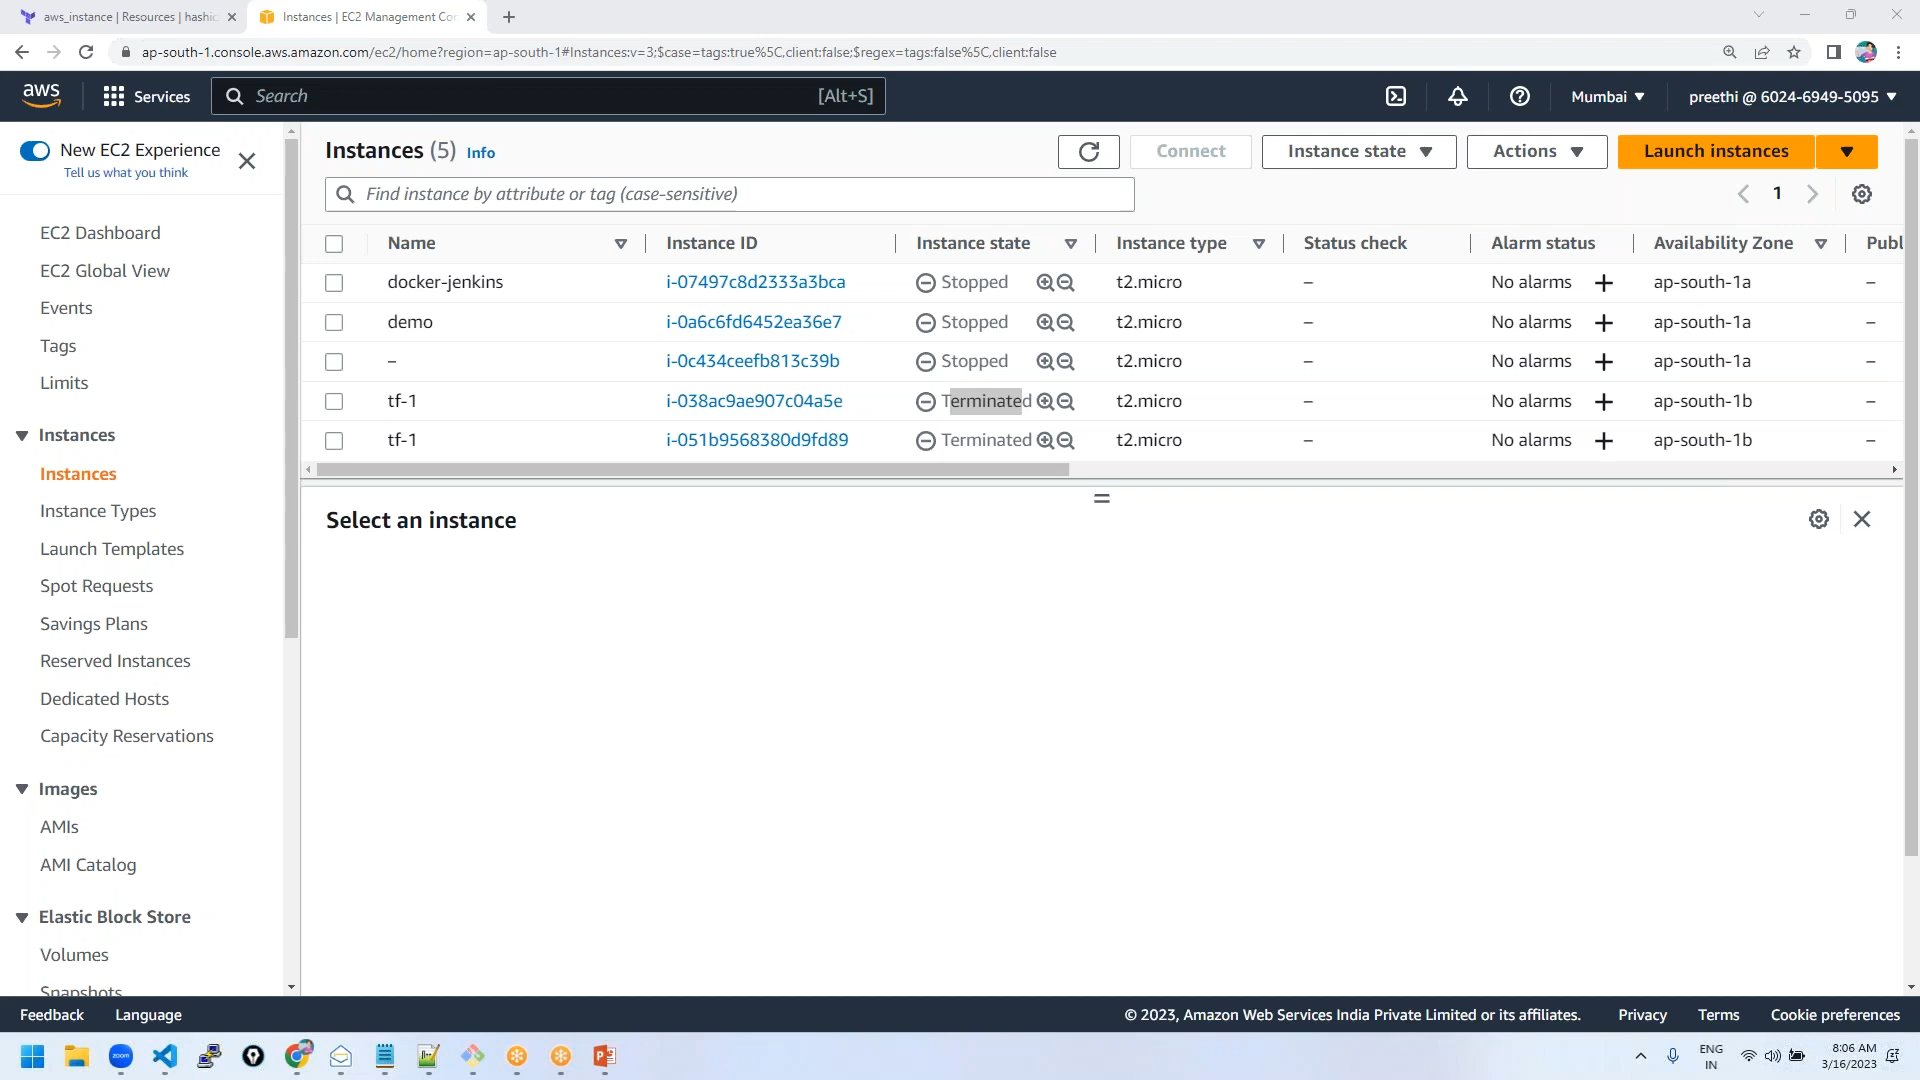 aws_instance | Resources | hashic
Instances | EC2 Management Con
ap-south-1.console.aws.amazon.com/ec2/home?region=ap-south-1#Instances:v=3;$case=tags:true%5C,client:false;$regex=tags:false%5C,client:false
aws
Services
Search
[Alt+S]
Mumbai
preethi @ 6024-6949-5095
New EC2 Experience
Tell us what you think
EC2 Dashboard
EC2 Global View
Events
Tags
Limits
Instances
Instances
Instance Types
Launch Templates
Spot Requests
Savings Plans
Reserved Instances
Dedicated Hosts
Capacity Reservations
Images
AMIs
AMI Catalog
Elastic Block Store
Volumes
Snapshots
Instances (5) Info
Connect
Instance state
Actions
Launch instances
Find instance by attribute or tag (case-sensitive)
1
Name Instance ID Instance state Instance type Status check Alarm status Availability Zone Publ
docker-jenkins i-07497c8d2333a3bca Stopped t2.micro – No alarms + ap-south-1a –
demo i-0a6c6fd6452ea36e7 Stopped t2.micro – No alarms + ap-south-1a –
– i-0c434ceefb813c39b Stopped t2.micro – No alarms + ap-south-1a –
tf-1 i-038ac9ae907c04a5e Terminated t2.micro – No alarms + ap-south-1b –
tf-1 i-051b9568380d9fd89 Terminated t2.micro – No alarms + ap-south-1b –
Select an instance
Feedback
Language
© 2023, Amazon Web Services India Private Limited or its affiliates.
Privacy
Terms
Cookie preferences
zoom
ENG
IN
8:06 AM
3/16/2023